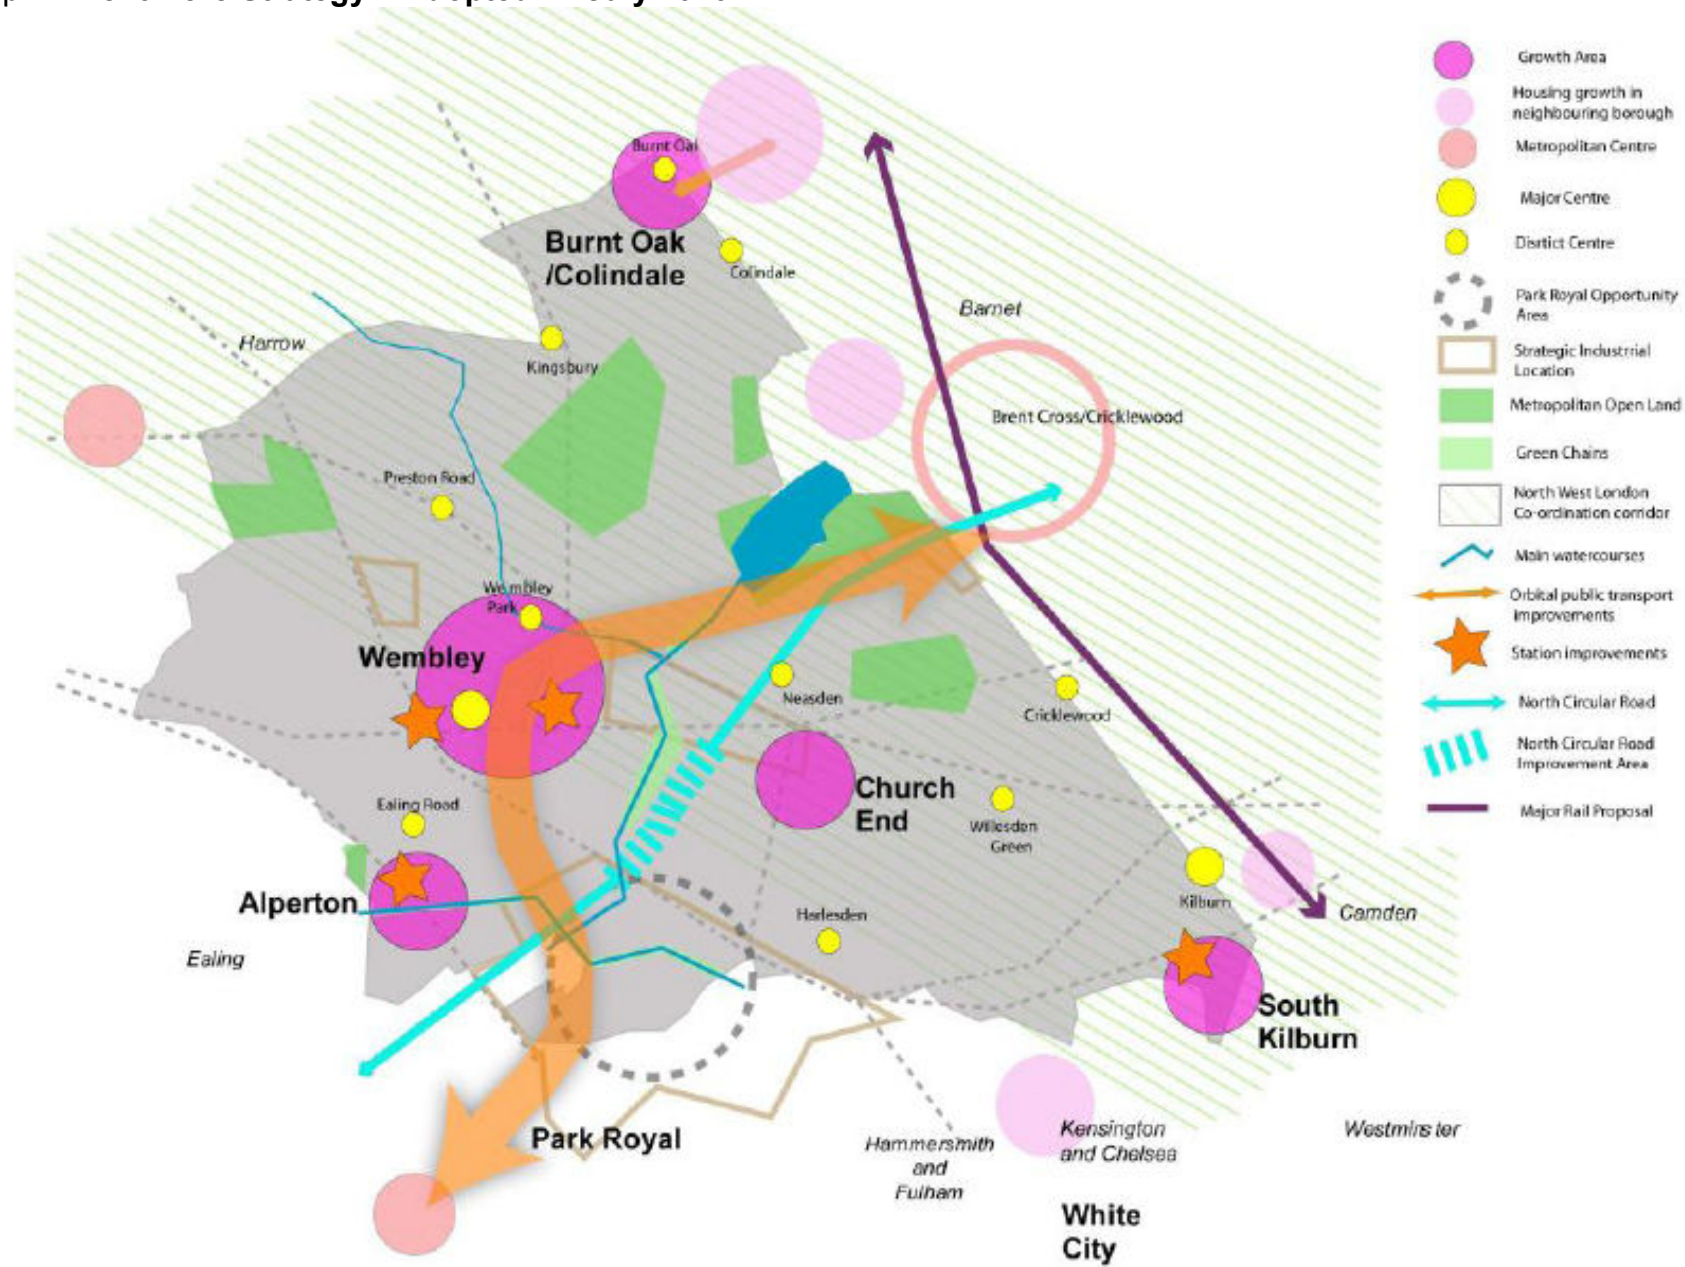 Growth Area
Housing growth in
neighbouring borough
Metropolitan Centre
Major Centre
Disrtict Centre
Park Royal Opportunity
Area
Strategic Industrrial
Location
Metropolitan Open Land
Green Chains
North West London
Co-ordination corridor
Main watercourses
Orbital public transport
improvements
Station improvements
North Circular Road
North Circular Road
Improvement Area
Major Rail Proposal
Burnt Oak
Burnt Oak
/Colindale
Colindale
Barnet
Harrow
Kingsbury
Brent Cross/Cricklewood
Preston Road
Wembley
Park
Wembley
Neasden
Cricklewood
Church
End
Ealing Road
Willesden
Green
Alperton
Kilburn
Harlesden
Camden
Ealing
South
Kilburn
Park Royal
Hammersmith
and
Fulham
Kensington
and Chelsea
Westminster
White
City